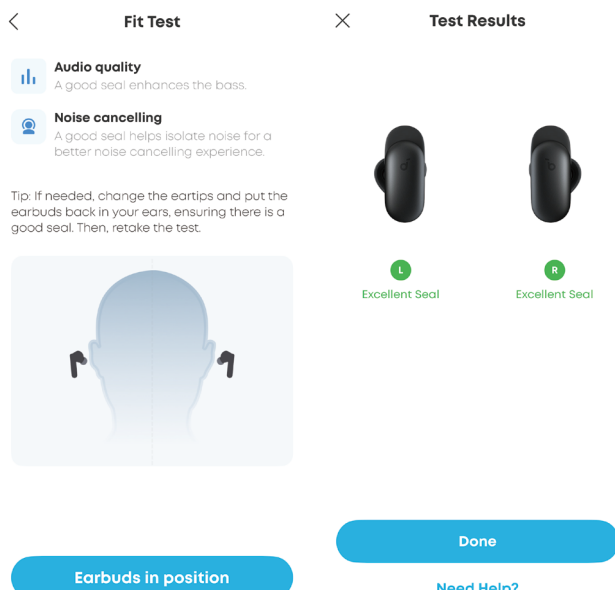 Fit Test
Audio quality
A good seal enhances the bass.
Noise cancelling
A good seal helps isolate noise for a
better noise cancelling experience.
Tip: If needed, change the eartips and put the
earbuds back in your ears, ensuring there is a
good seal. Then, retake the test.
Earbuds in position
Test Results
L
R
Excellent Seal
Excellent Seal
Done
Need Help?